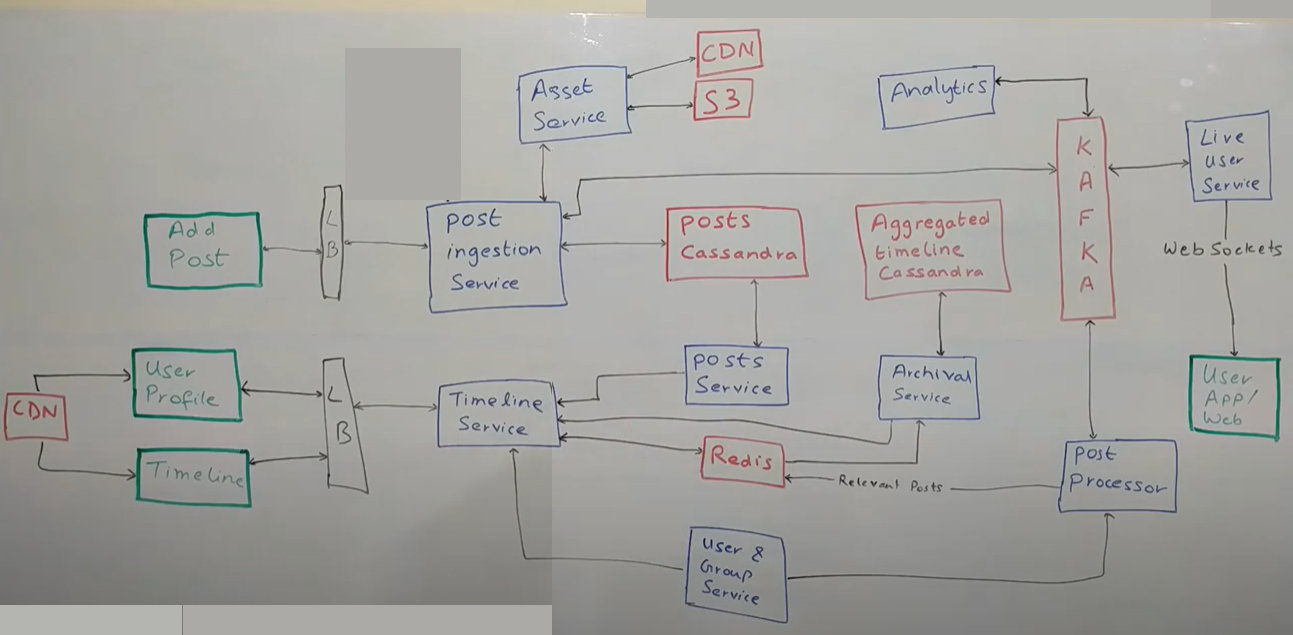 CDN
Asset
Service
S3
Analytics
K
A
F
K
A
Live
User
Service
Add
Post
L
B
post
ingestion
Service
posts
Cassandra
Aggregated
timeline
Cassandra
Web Sockets
CDN
User
Profile
Timeline
L
B
Timeline
Service
posts
Service
Archival
Service
Redis
Relevant Posts
post
processor
User
App/
Web
User &
Group
Service